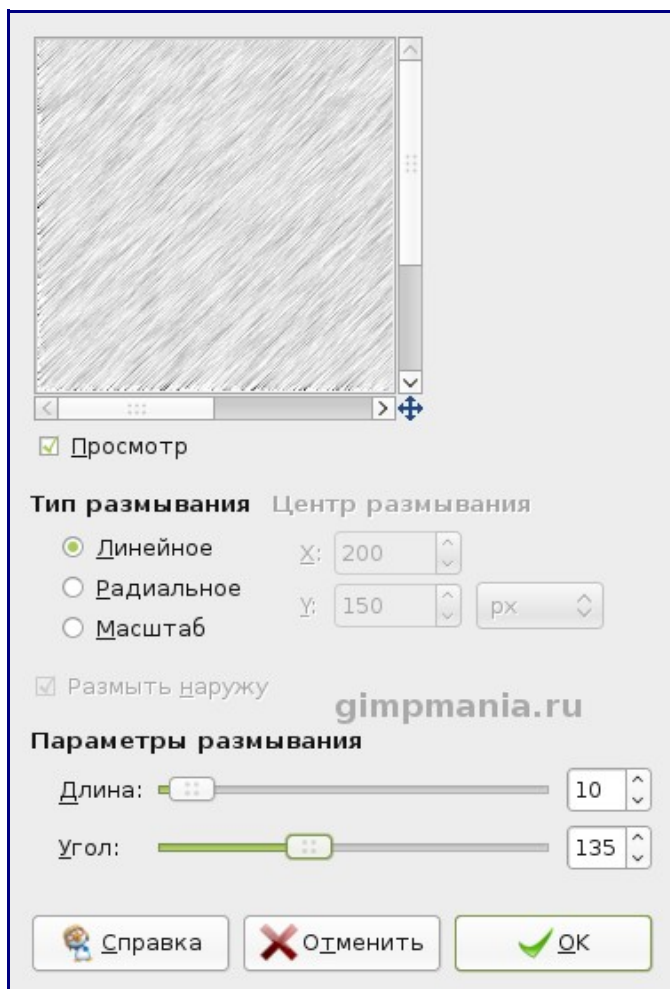 Просмотр
Тип размывания Центр размывания
Линейное X: 200
Радиальное Y: 150 px
Масштаб
Размыть наружу
gimpmania.ru
Параметры размывания
Длина: 10
Угол: 135
Справка Отменить OK